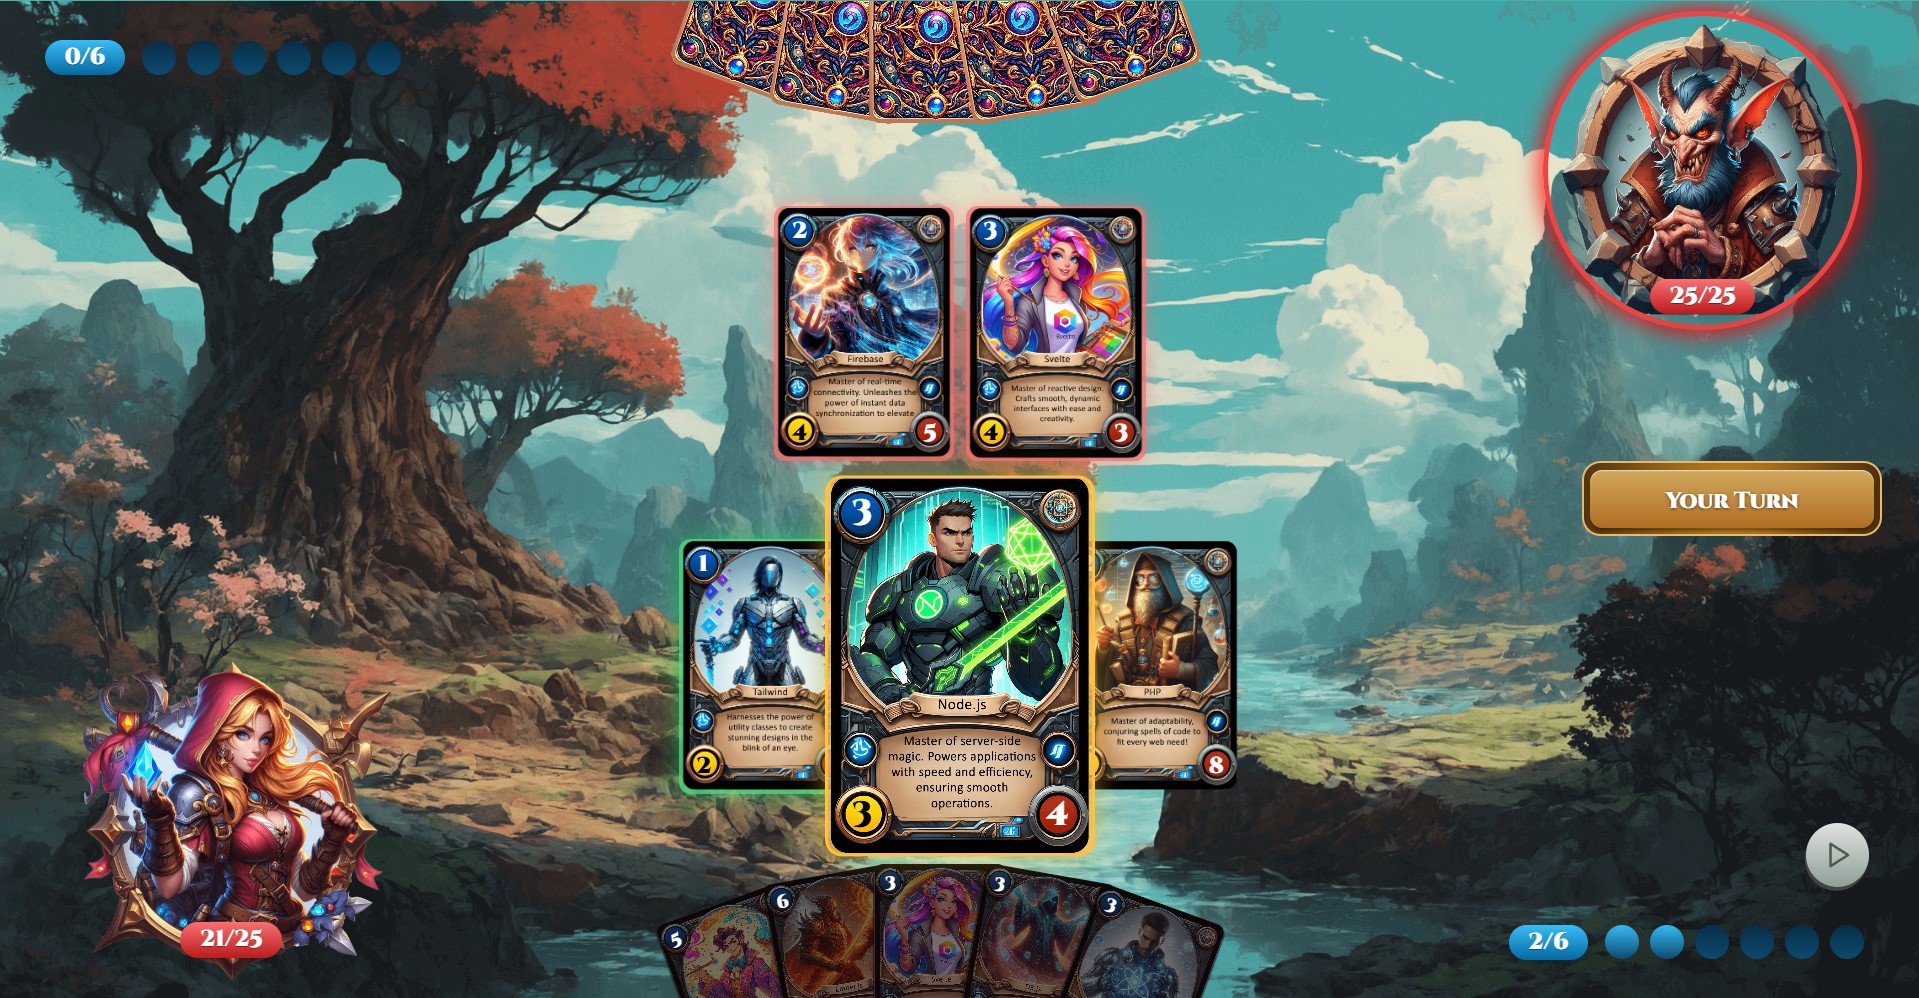 0/6
2
Firebase
Master of real-time
connectivity. Unleashes the
power of instant data
synchronization to elevate
4
5
3
Svelte
Svelte
Master of reactive design.
Crafts smooth, dynamic
interfaces with ease and
creativity.
4
3
25/25
YOUR TURN
1
Tailwind
Harnesses the power of
utility classes to create
stunning designs in the
blink of an eye.
2
3
Node.js
Master of server-side
magic. Powers applications
with speed and efficiency,
ensuring smooth
operations.
3
4
PHP
Master of adaptability,
conjuring spells of code to
fit every web need!
8
21/25
5
6
Ember.js
3
Svelte
3
3
2/6